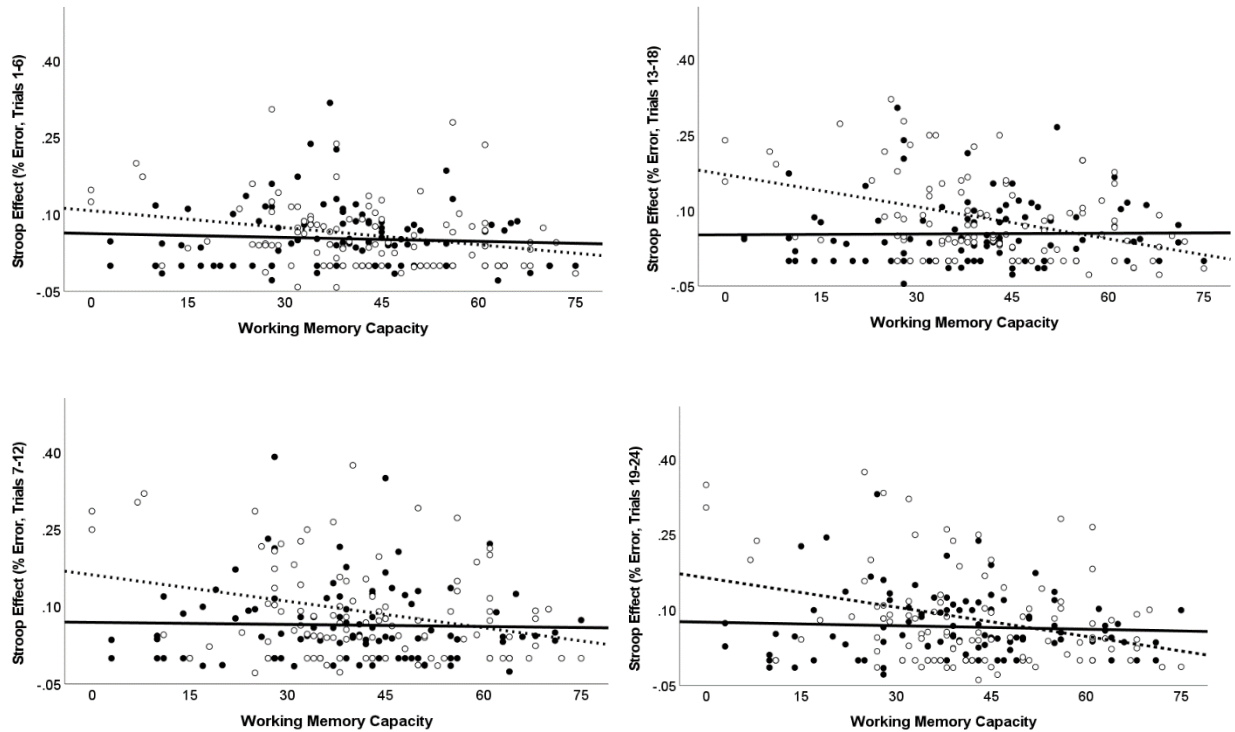 Stroop Effect (% Error, Trials 1-6)
.40
.25
.10
-.05
0 15 30 45 60 75
Working Memory Capacity
Stroop Effect (% Error, Trials 13-18)
.40
.25
.10
.05
0 15 30 45 60 75
Working Memory Capacity
Stroop Effect (% Error, Trials 7-12)
.40
.25
.10
-.05
0 15 30 45 60 75
Working Memory Capacity
Stroop Effect (% Error, Trials 19-24)
.40
.25
.10
-.05
0 15 30 45 60 75
Working Memory Capacity